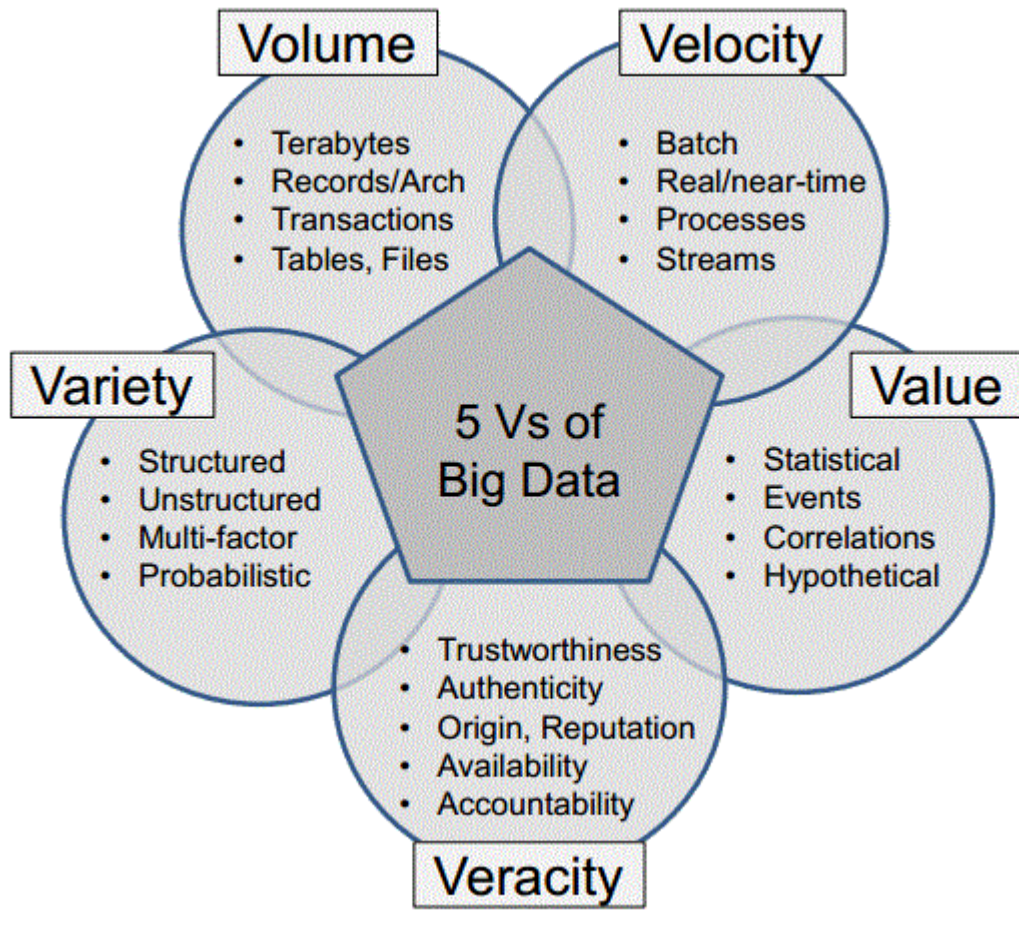 Volume
• Terabytes
• Records/Arch
• Transactions
• Tables, Files
Velocity
• Batch
• Real/near-time
• Processes
• Streams
Variety
• Structured
• Unstructured
• Multi-factor
• Probabilistic
5 Vs of
Big Data
Value
• Statistical
• Events
• Correlations
• Hypothetical
• Trustworthiness
• Authenticity
• Origin, Reputation
• Availability
• Accountability
Veracity